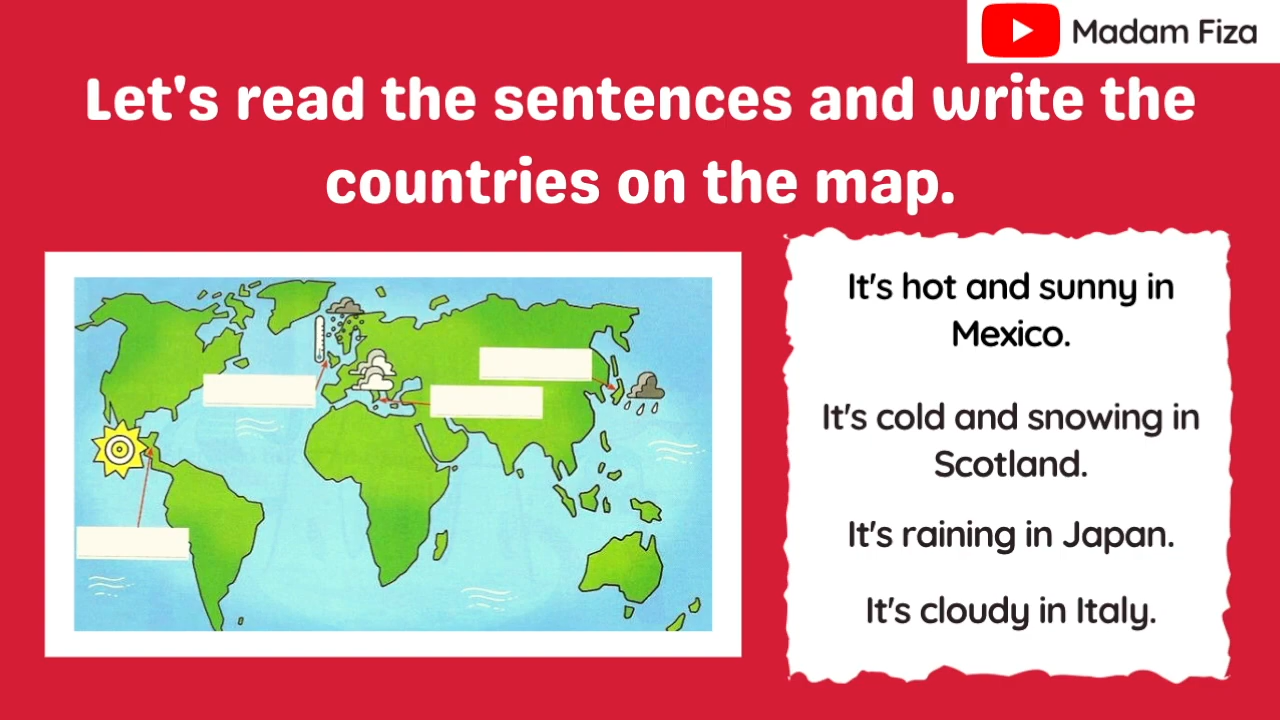 Madam Fiza
Let's read the sentences and write the
countries on the map.
It's hot and sunny in
Mexico.
It's cold and snowing in
Scotland.
It's raining in Japan.
It's cloudy in Italy.